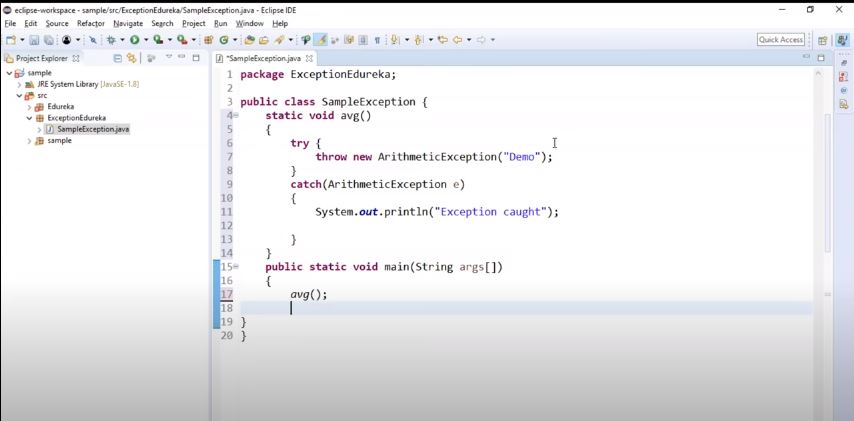 eclipse-workspace - sample/src/ExceptionEdureka/SampleException.java - Eclipse IDE
File Edit Source Refactor Navigate Search Project Run Window Help
Quick Access
Project Explorer
*SampleException.java
sample
JRE System Library [JavaSE-1.8]
src
Edureka
ExceptionEdureka
SampleException.java
sample
1 package ExceptionEdureka;
2
3 public class SampleException {
4 static void avg()
5 {
6 try {
7 throw new ArithmeticException("Demo");
8 }
9 catch(ArithmeticException e)
10 {
11 System.out.println("Exception caught");
12
13 }
14 }
15 public static void main(String args[])
16 {
17 avg();
18
19 }
20 }